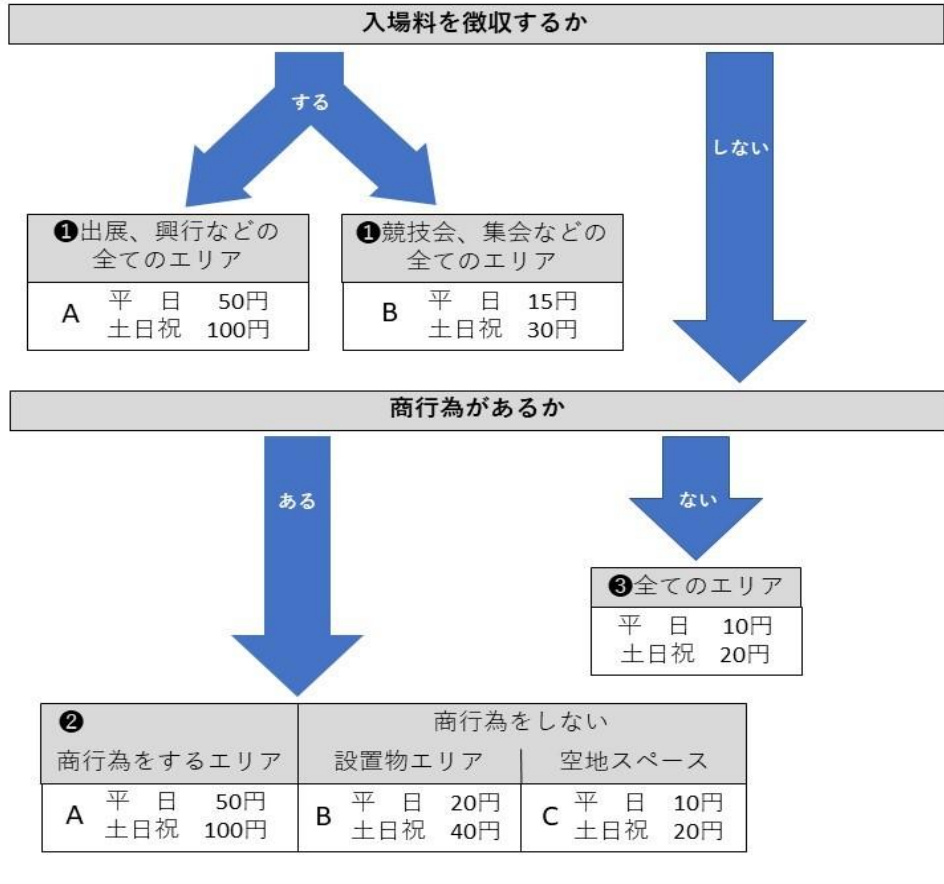 入場料を徴収するか
する
しない
❶出展、興行などの
全てのエリア
A 平 日 50円
土日祝 100円
❶競技会、集会などの
全てのエリア
B 平 日 15円
土日祝 30円
商行為があるか
ある
ない
❸全てのエリア
平 日 10円
土日祝 20円
❷
商行為をするエリア
A 平 日 50円
土日祝 100円
商行為をしない
設置物エリア
B 平 日 20円
土日祝 40円
空地スペース
C 平 日 10円
土日祝 20円